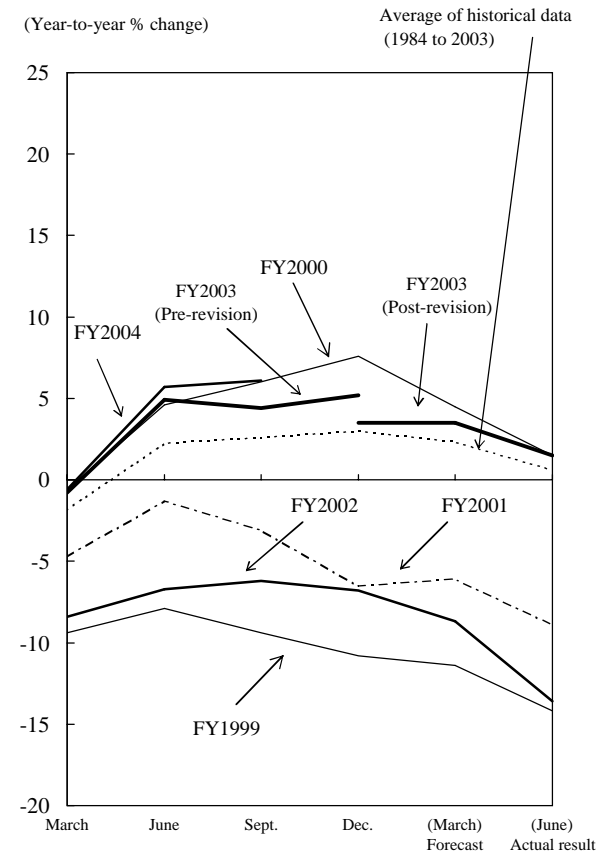 (Year-to-year % change)
Average of historical data
(1984 to 2003)
25
20
15
10
5
0
-5
-10
-15
-20
FY2000
FY2003
(Pre-revision)
FY2003
(Post-revision)
FY2004
FY2002
FY2001
FY1999
March
June
Sept.
Dec.
(March)
Forecast
(June)
Actual result